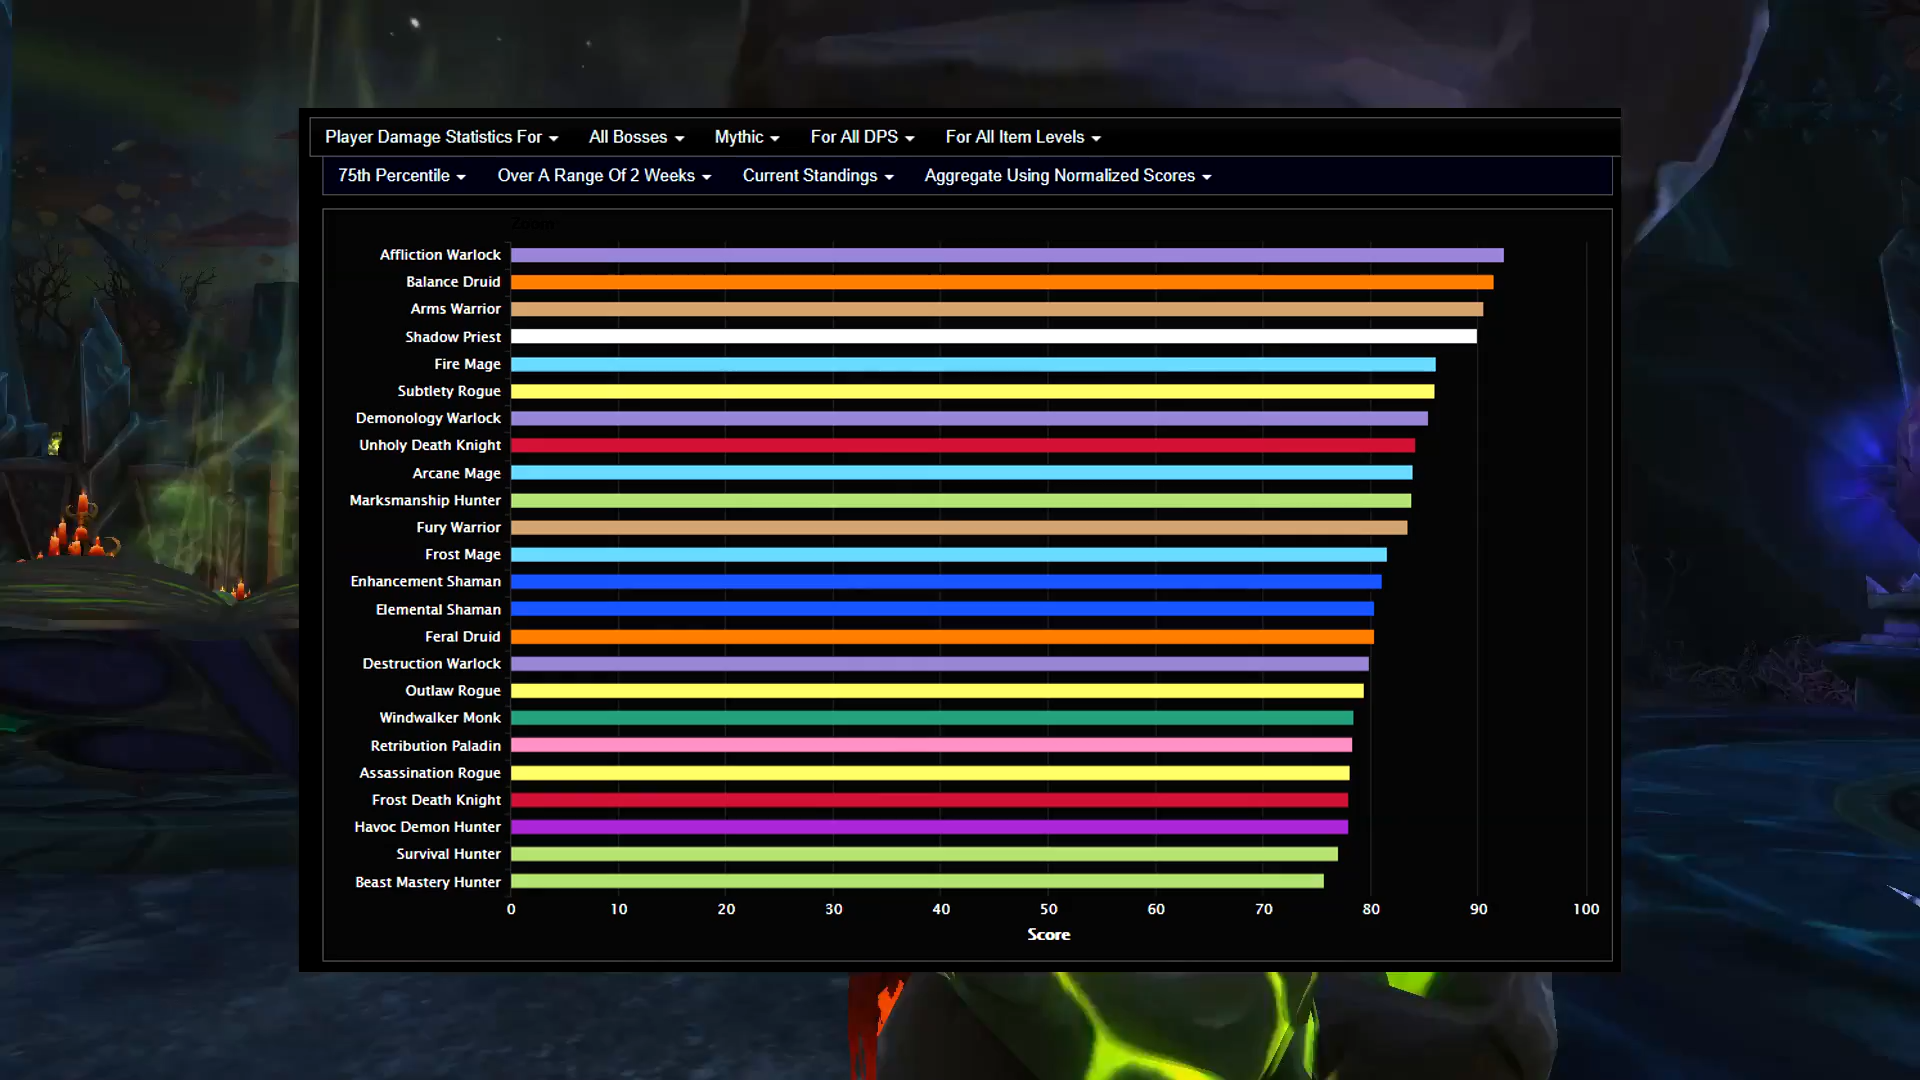 Player Damage Statistics For All Bosses Mythic For All DPS For All Item Levels
75th Percentile Over A Range Of 2 Weeks Current Standings Aggregate Using Normalized Scores
Zoom
Affliction Warlock
Balance Druid
Arms Warrior
Shadow Priest
Fire Mage
Subtlety Rogue
Demonology Warlock
Unholy Death Knight
Arcane Mage
Marksmanship Hunter
Fury Warrior
Frost Mage
Enhancement Shaman
Elemental Shaman
Feral Druid
Destruction Warlock
Outlaw Rogue
Windwalker Monk
Retribution Paladin
Assassination Rogue
Frost Death Knight
Havoc Demon Hunter
Survival Hunter
Beast Mastery Hunter
0 10 20 30 40 50 60 70 80 90 100
Score